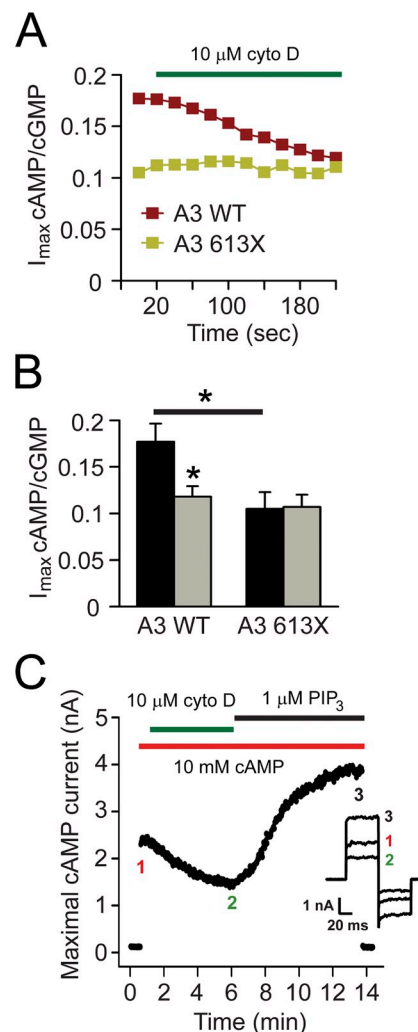 A
10 μM cyto D
I_max cAMP/cGMP
0.2
0.15
0.1
0.05
0
A3 WT
A3 613X
20 100 180
Time (sec)
B
*
*
I_max cAMP/cGMP
0.2
0.15
0.1
0.05
0
A3 WT A3 613X
C
10 μM cyto D 1 μM PIP₃
10 mM cAMP
Maximal cAMP current (nA)
5
4
3
2
1
0
1
2
3
3
1
2
1 nA
20 ms
0 2 4 6 8 10 12 14
Time (min)